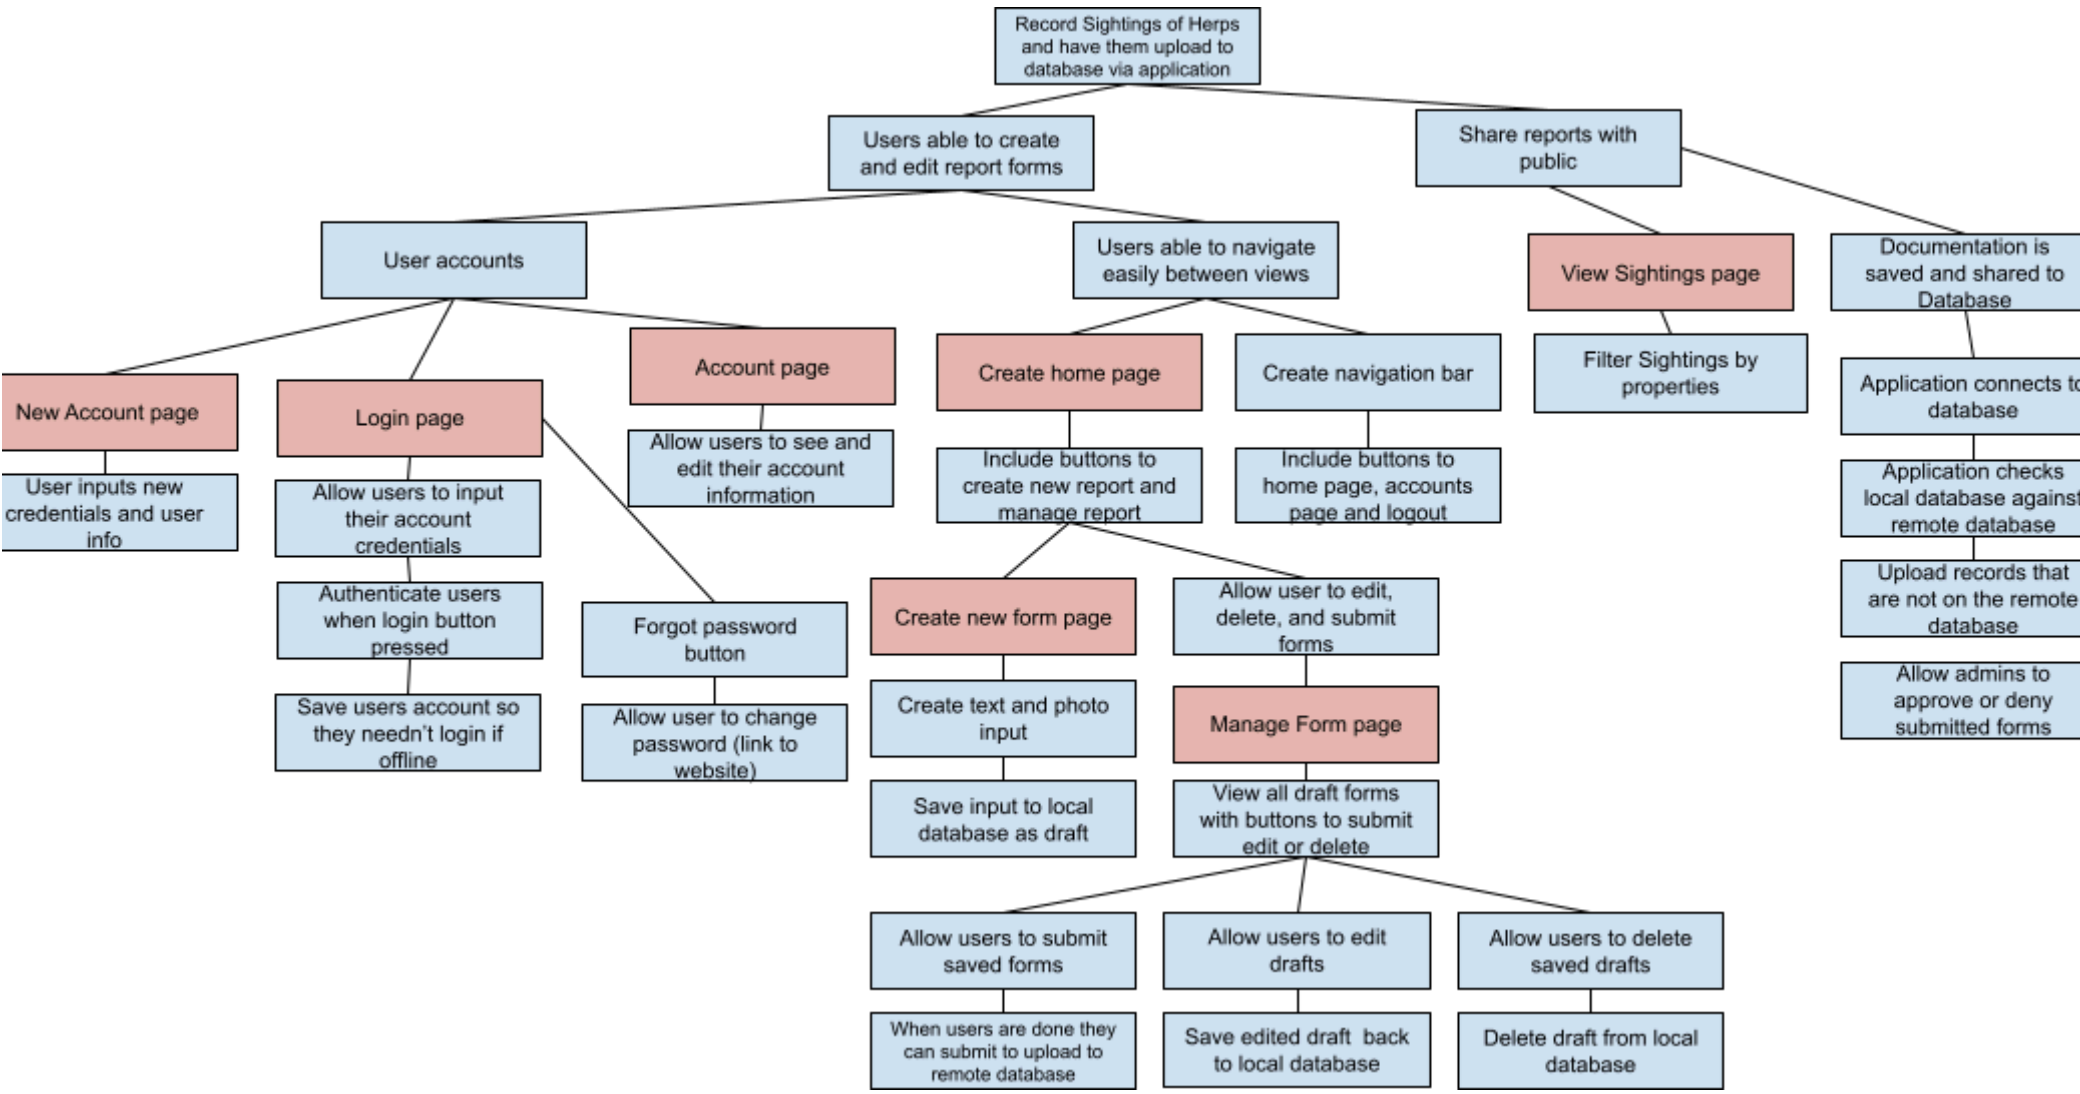 Record Sightings of Herps
and have them upload to
database via application
Users able to create
and edit report forms
Share reports with
public
User accounts
Users able to navigate
easily between views
View Sightings page
Documentation is
saved and shared to
Database
New Account page
Login page
Account page
Create home page
Create navigation bar
Filter Sightings by
properties
Application connects to
database
User inputs new
credentials and user
info
Allow users to input
their account
credentials
Allow users to see and
edit their account
information
Include buttons to
create new report and
manage report
Include buttons to
home page, accounts
page and logout
Application checks
local database against
remote database
Authenticate users
when login button
pressed
Forgot password
button
Create new form page
Allow user to edit,
delete, and submit
forms
Upload records that
are not on the remote
database
Save users account so
they needn't login if
offline
Allow user to change
password (link to
website)
Create text and photo
input
Manage Form page
Allow admins to
approve or deny
submitted forms
Save input to local
database as draft
View all draft forms
with buttons to submit
edit or delete
Allow users to submit
saved forms
Allow users to edit
drafts
Allow users to delete
saved drafts
When users are done they
can submit to upload to
remote database
Save edited draft  back
to local database
Delete draft from local
database